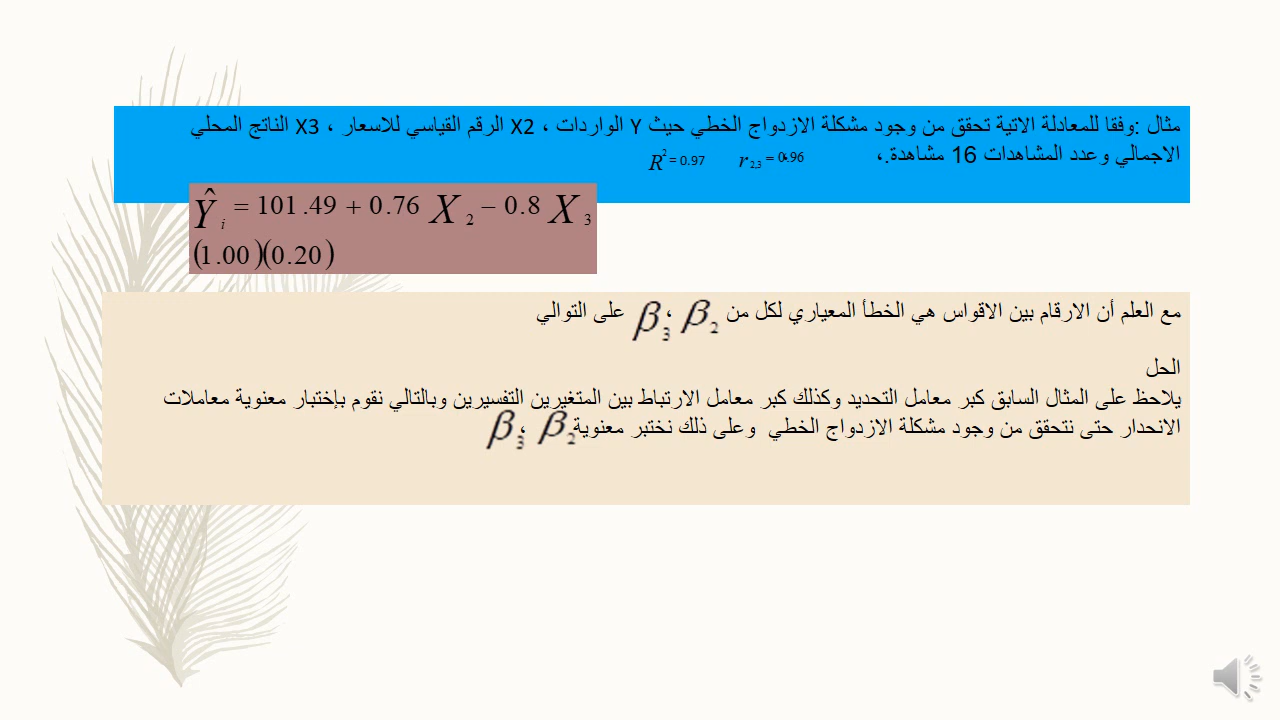 مثال :وفقا للمعادلة الاتية تحقق من وجود مشكلة الازدواج الخطي حيث Y الواردات ، X2 الرقم القياسي للاسعار ، X3 الناتج المحلي
الاجمالي وعدد المشاهدات 16 مشاهدة.، r 2,3 = 0.96 R² = 0.97
Ŷ i = 101.49 + 0.76 X 2 − 0.8 X 3
(1.00)(0.20)
مع العلم أن الارقام بين الاقواس هي الخطأ المعياري لكل من β2 ، β3 على التوالي
الحل
يلاحظ على المثال السابق كبر معامل التحديد وكذلك كبر معامل الارتباط بين المتغيرين التفسيرين وبالتالي نقوم بإختبار معنوية معاملات
الانحدار حتى نتحقق من وجود مشكلة الازدواج الخطي وعلى ذلك نختبر معنوية β2 ، β3